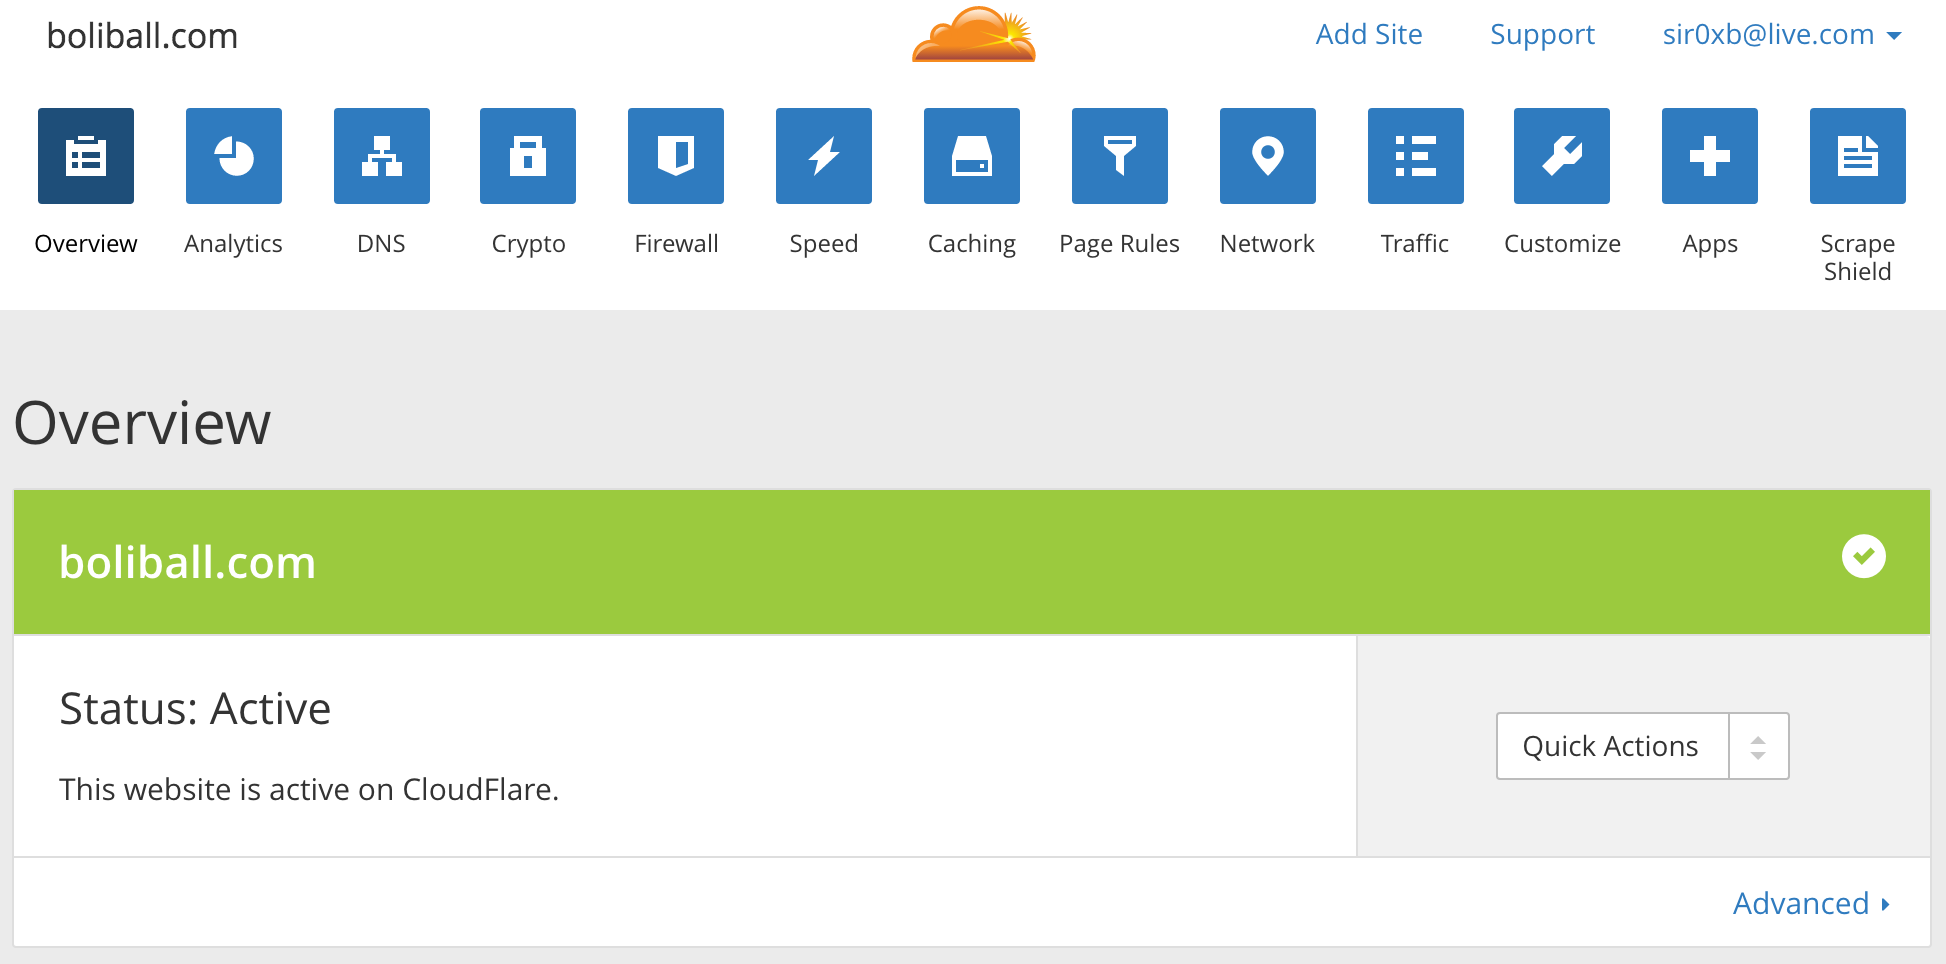 boliball.com
Add Site
Support
sir0xb@live.com
Overview
Analytics
DNS
Crypto
Firewall
Speed
Caching
Page Rules
Network
Traffic
Customize
Apps
Scrape
Shield
Overview
boliball.com
Status: Active
This website is active on CloudFlare.
Quick Actions
Advanced